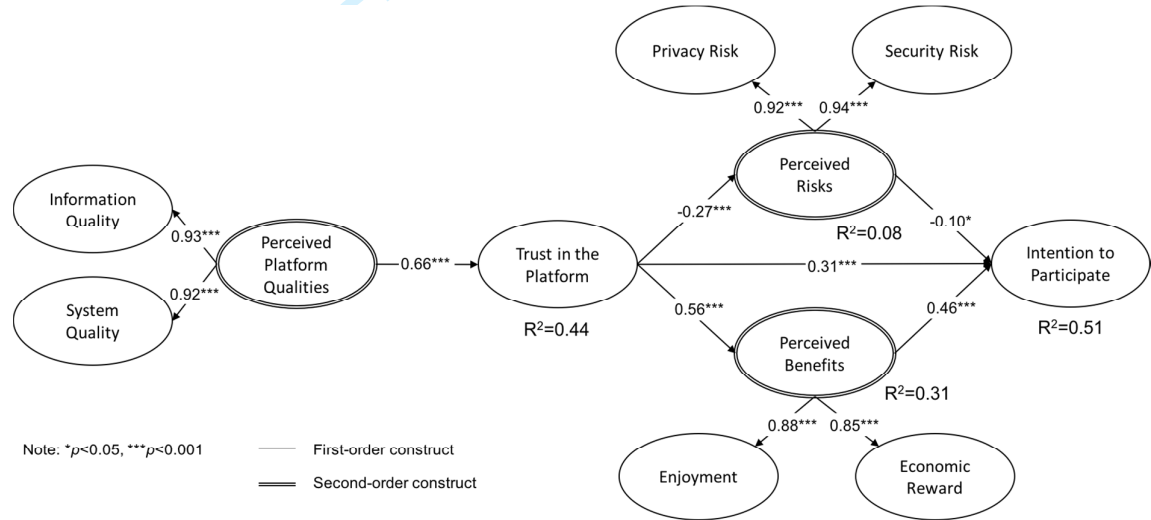 Privacy Risk
Security Risk
0.92***
0.94***
Perceived
Risks
Information
Quality
-0.27***
-0.10*
0.93***
R²=0.08
Perceived
Platform
Qualities
0.66***
Trust in the
Platform
0.31***
Intention to
Participate
0.92***
System
Quality
R²=0.44
0.56***
0.46***
R²=0.51
Perceived
Benefits
R²=0.31
0.88***
0.85***
Note: *p<0.05, ***p<0.001
First-order construct
Second-order construct
Enjoyment
Economic
Reward